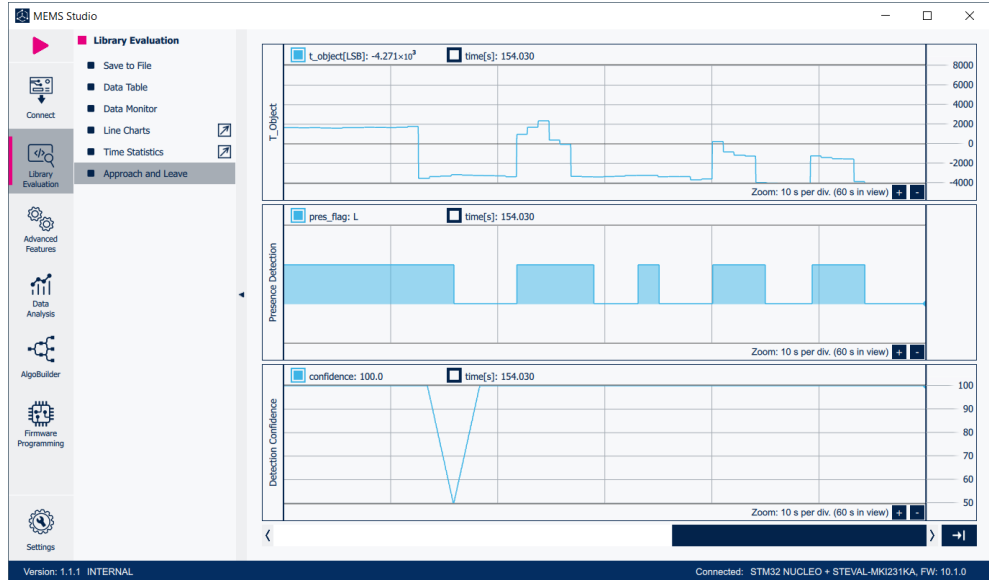 MEMS Studio
Library Evaluation
Save to File
Data Table
Data Monitor
Line Charts
Time Statistics
Approach and Leave
Connect
Library
Evaluation
Advanced
Features
Data
Analysis
AlgoBuilder
Firmware
Programming
Settings
t_object[LSB]: -4.271×10³ time[s]: 154.030
T_Object
8000
6000
4000
2000
0
-2000
-4000
Zoom: 10 s per div. (60 s in view) + -
pres_flag: L time[s]: 154.030
Presence Detection
Zoom: 10 s per div. (60 s in view) + -
confidence: 100.0 time[s]: 154.030
Detection Confidence
100
90
80
70
60
50
Zoom: 10 s per div. (60 s in view) + -
Version: 1.1.1 INTERNAL
Connected: STM32 NUCLEO + STEVAL-MKI231KA, FW: 10.1.0